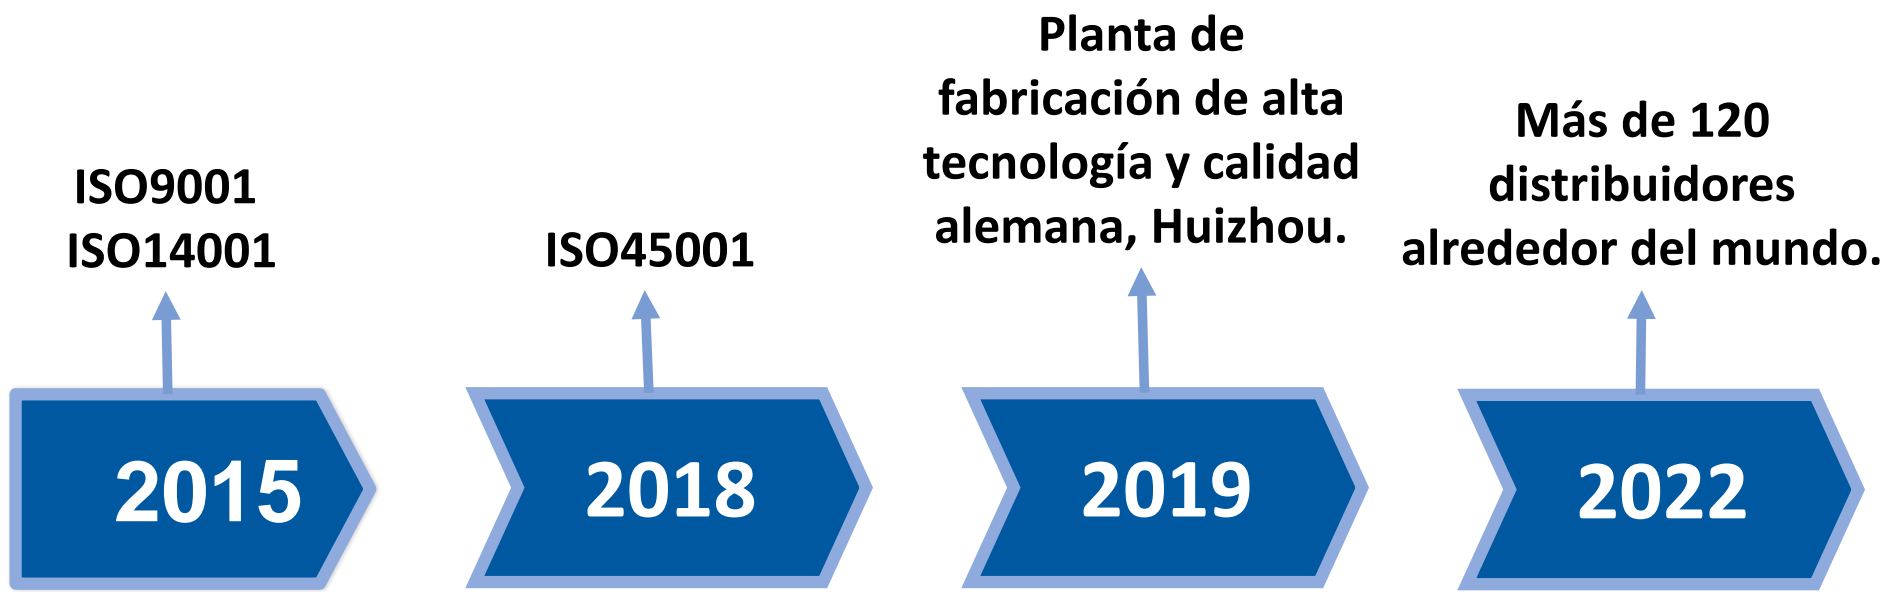 ISO9001
ISO14001
2015
ISO45001
2018
Planta de
fabricación de alta
tecnología y calidad
alemana, Huizhou.
2019
Más de 120
distribuidores
alrededor del mundo.
2022